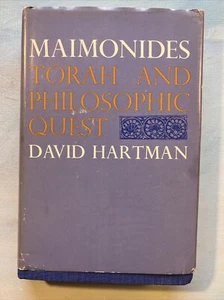 MAIMONIDES
TORAH AND
PHILOSOPHIC
QUEST
DAVID HARTMAN